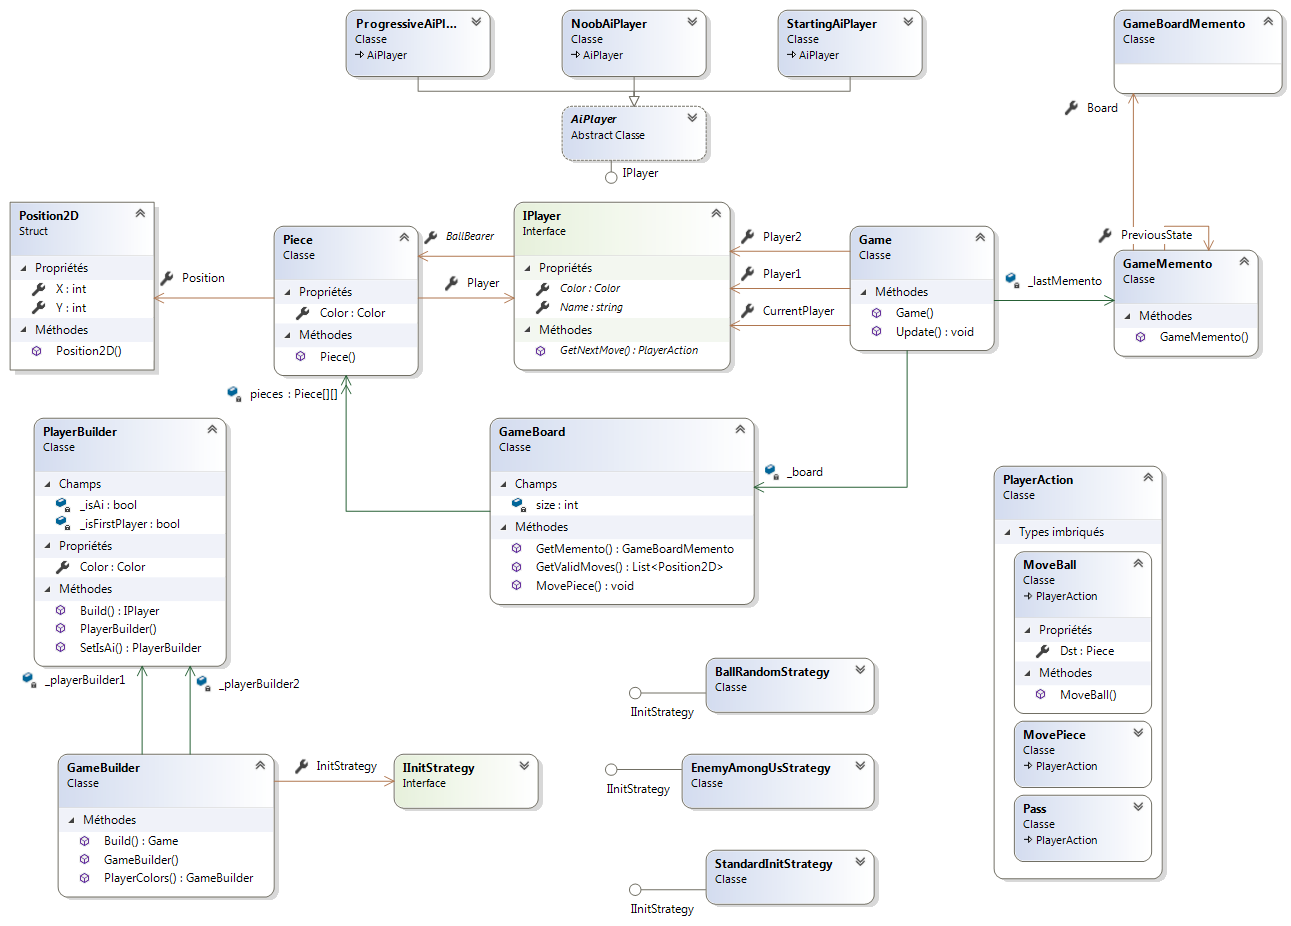 ProgressiveAiPl...
Classe
AiPlayer
NoobAiPlayer
Classe
AiPlayer
StartingAiPlayer
Classe
AiPlayer
GameBoardMemento
Classe
Board
AiPlayer
Abstract Classe
IPlayer
Position2D
Struct
Propriétés
X : int
Y : int
Méthodes
Position2D()
Position
Piece
Classe
Propriétés
Color : Color
Méthodes
Piece()
BallBearer
Player
IPlayer
Interface
Propriétés
Color : Color
Name : string
Méthodes
GetNextMove() : PlayerAction
Player2
Player1
CurrentPlayer
Game
Classe
Méthodes
Game()
Update() : void
_lastMemento
PreviousState
GameMemento
Classe
Méthodes
GameMemento()
pieces : Piece[][]
PlayerBuilder
Classe
Champs
_isAi : bool
_isFirstPlayer : bool
Propriétés
Color : Color
Méthodes
Build() : IPlayer
PlayerBuilder()
SetIsAi() : PlayerBuilder
GameBoard
Classe
Champs
size : int
Méthodes
GetMemento() : GameBoardMemento
GetValidMoves() : List<Position2D>
MovePiece() : void
_board
PlayerAction
Classe
Types imbriqués
MoveBall
Classe
PlayerAction
Propriétés
Dst : Piece
Méthodes
MoveBall()
MovePiece
Classe
PlayerAction
Pass
Classe
PlayerAction
_playerBuilder1
_playerBuilder2
GameBuilder
Classe
Méthodes
Build() : Game
GameBuilder()
PlayerColors() : GameBuilder
InitStrategy
IInitStrategy
Interface
BallRandomStrategy
Classe
IInitStrategy
EnemyAmongUsStrategy
Classe
IInitStrategy
StandardInitStrategy
Classe
IInitStrategy